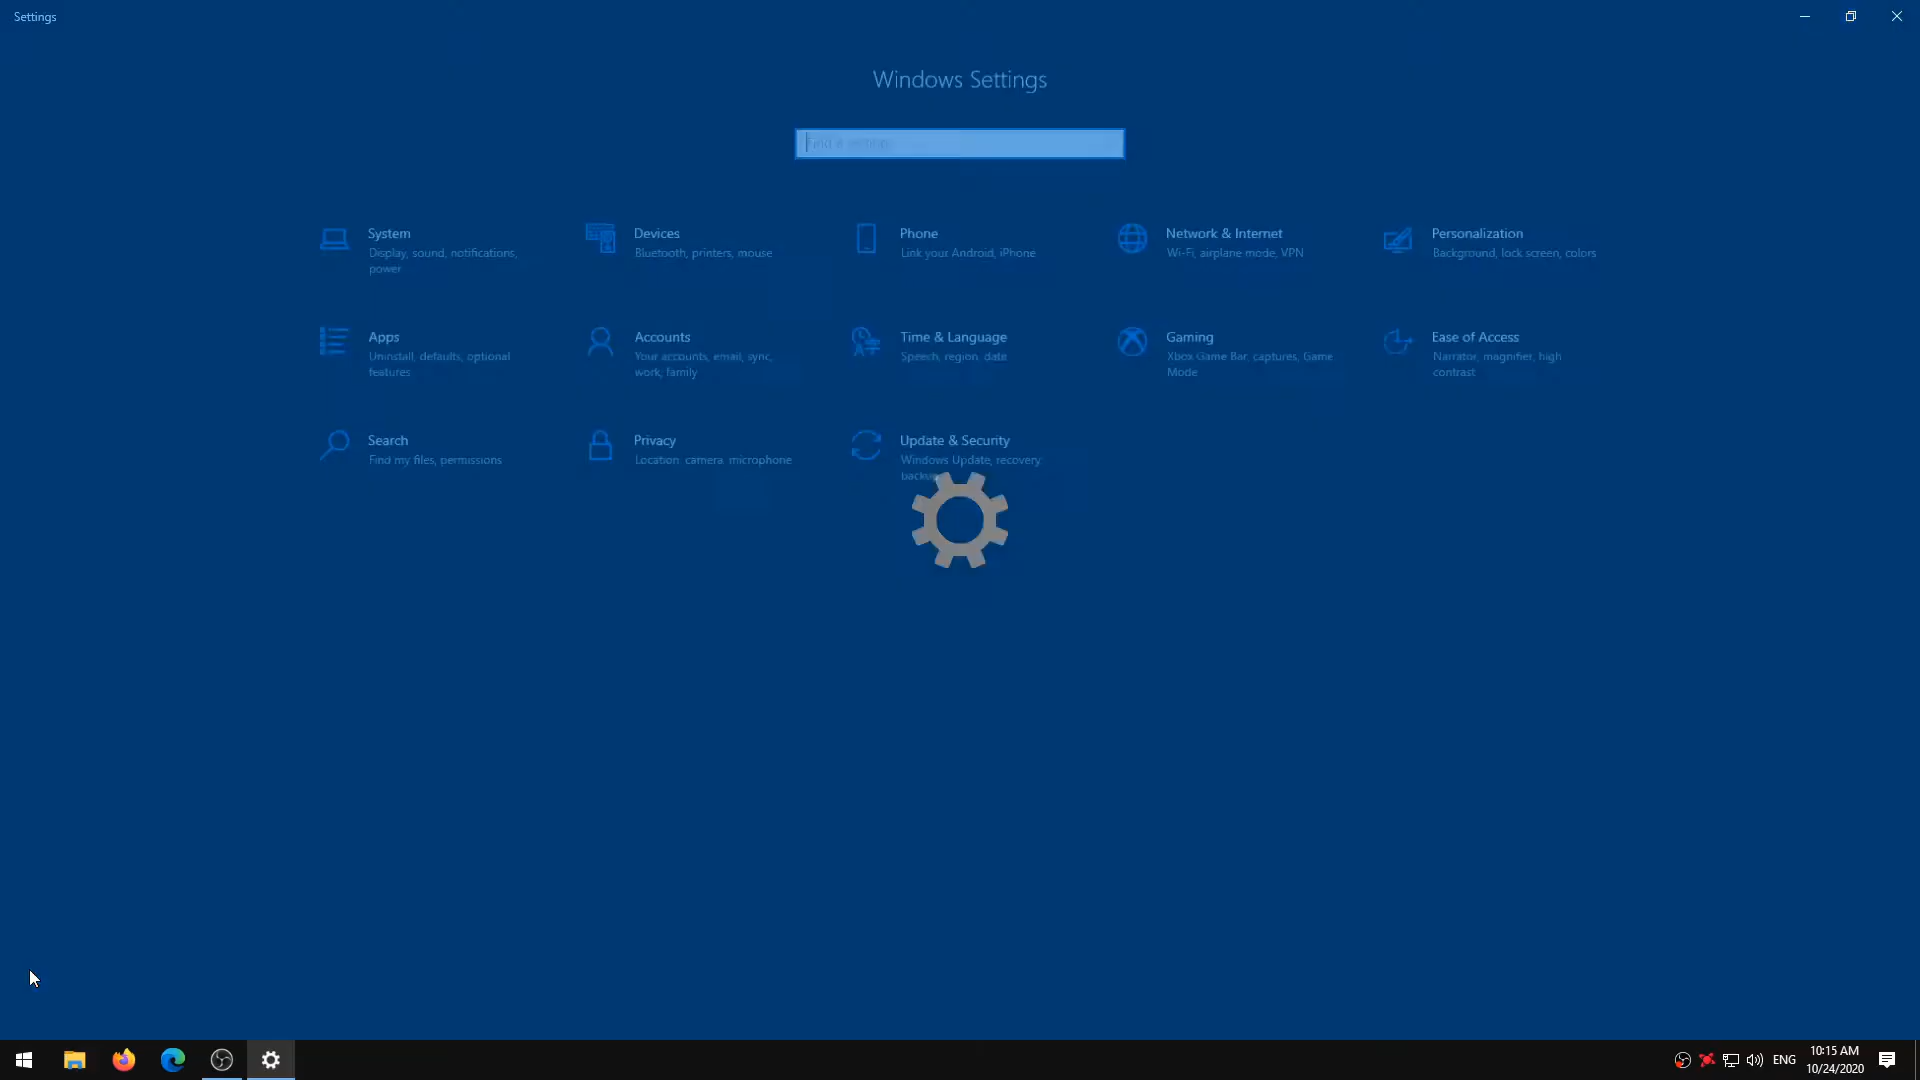 Settings
Windows Settings
Find a setting
System
Display, sound, notifications,
power
Devices
Bluetooth, printers, mouse
Phone
Link your Android, iPhone
Network & Internet
Wi-Fi, airplane mode, VPN
Personalization
Background, lock screen, colors
Apps
Uninstall, defaults, optional
features
Accounts
Your accounts, email, sync,
work, family
Time & Language
Speech, region, date
Gaming
Xbox Game Bar, captures, Game
Mode
Ease of Access
Narrator, magnifier, high
contrast
Search
Find my files, permissions
Privacy
Location, camera, microphone
Update & Security
Windows Update, recovery,
backup
ENG
10:15 AM
10/24/2020